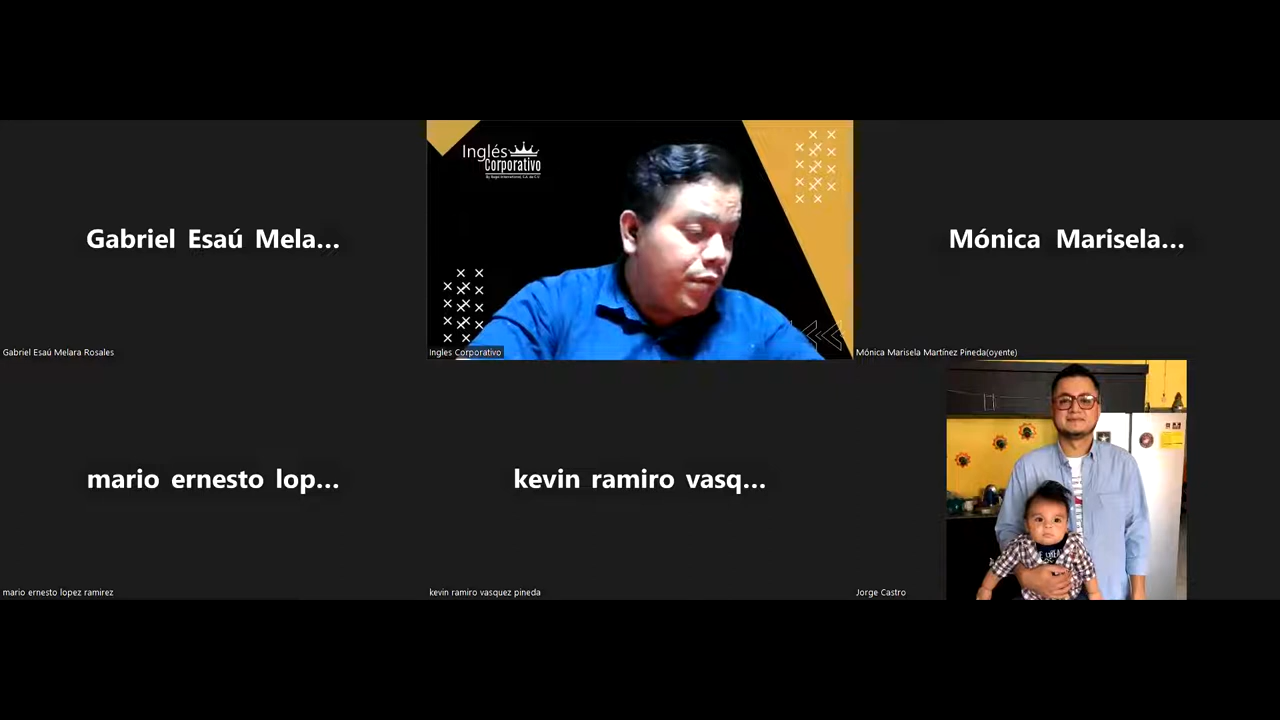 Gabriel Esaú Mela...
Gabriel Esaú Melara Rosales
Inglés
Corporativo
Ingles Corporativo
Mónica Marisela...
Mónica Marisela Martínez Pineda(oyente)
mario ernesto lop...
mario ernesto lopez ramirez
kevin ramiro vasq...
kevin ramiro vasquez pineda
Jorge Castro